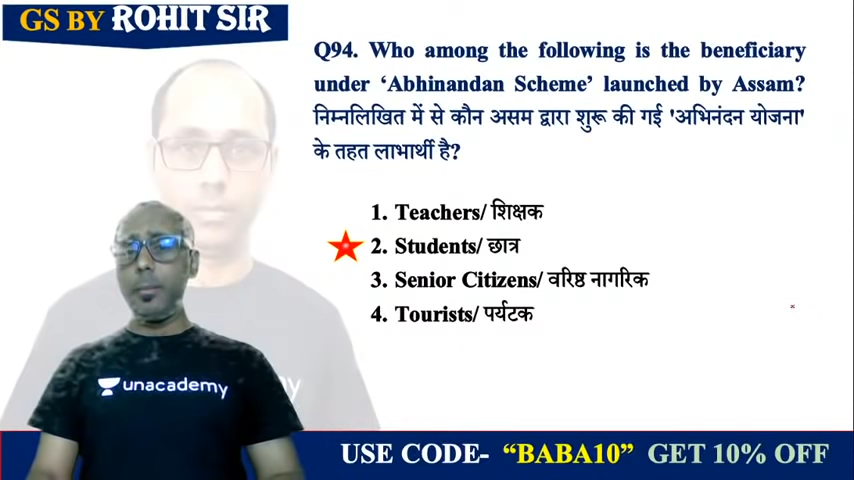 GS BY ROHIT SIR
Q94. Who among the following is the beneficiary
under ‘Abhinandan Scheme’ launched by Assam?
निम्नलिखित में से कौन असम द्वारा शुरू की गई 'अभिनंदन योजना'
के तहत लाभार्थी है?
1. Teachers/ शिक्षक
2. Students/ छात्र
3. Senior Citizens/ वरिष्ठ नागरिक
4. Tourists/ पर्यटक
unacademy
USE CODE- “BABA10” GET 10% OFF